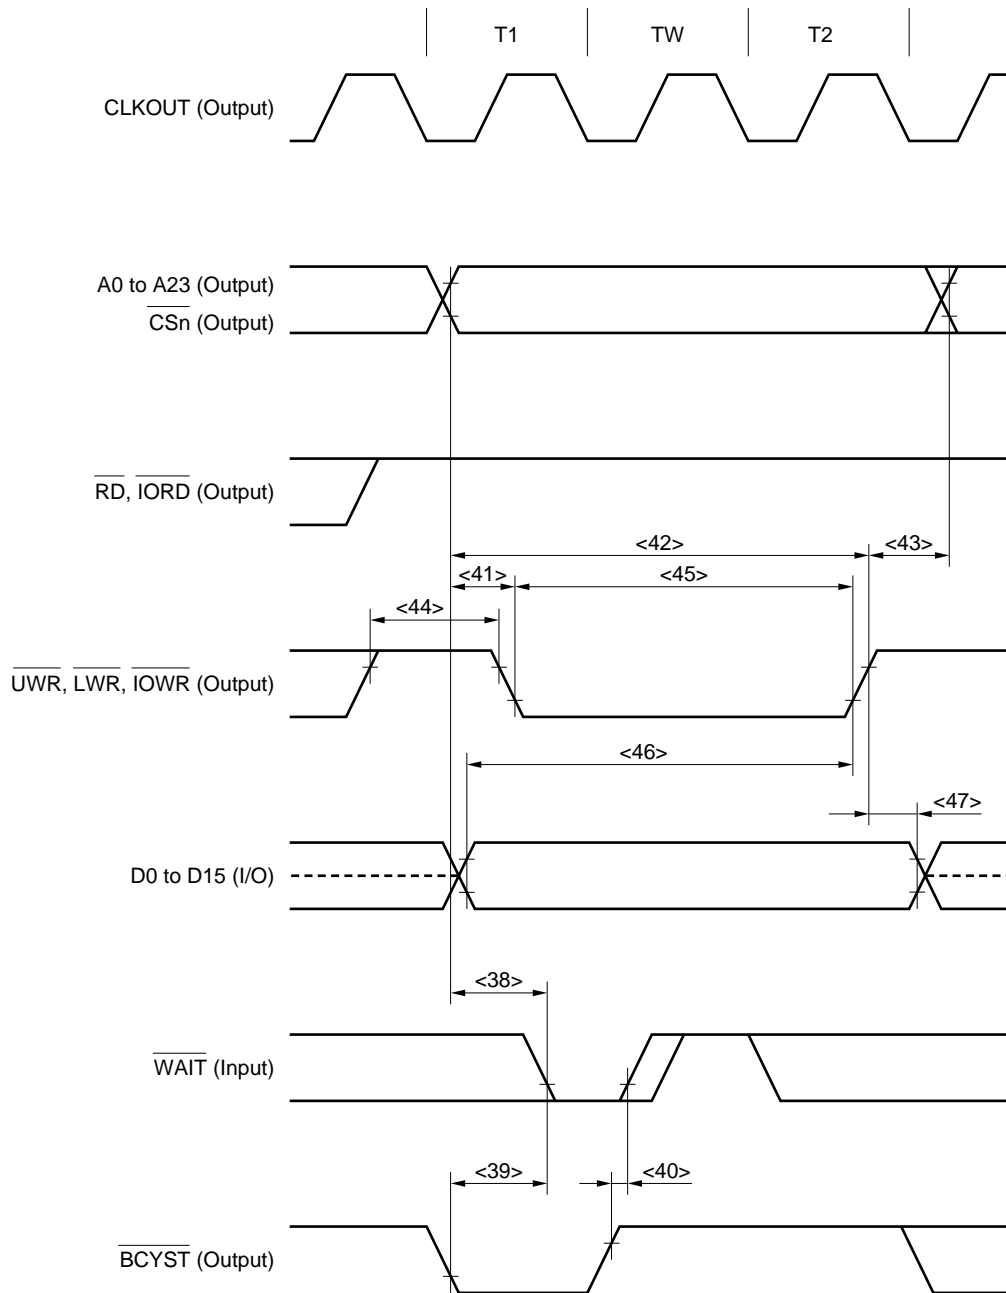 T1 TW T2
CLKOUT (Output)
A0 to A23 (Output)
CSn (Output)
RD, IORD (Output)
<42> <43>
<41> <45>
<44>
UWR, LWR, IOWR (Output)
<46>
<47>
D0 to D15 (I/O)
<38>
WAIT (Input)
<39> <40>
BCYST (Output)